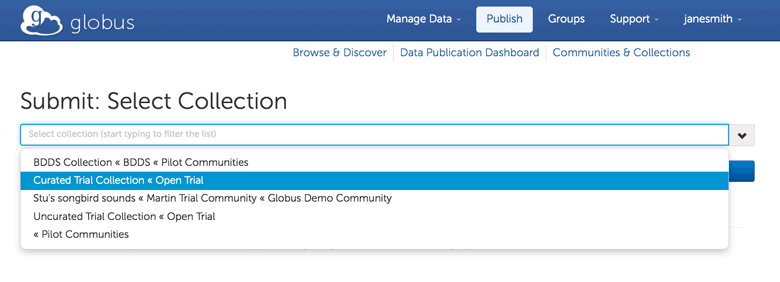 globus
Manage Data Publish Groups Support janesmith
Browse & Discover Data Publication Dashboard Communities & Collections
Submit: Select Collection
Select collection (start typing to filter the list)
BDDS Collection « BDDS « Pilot Communities
Curated Trial Collection « Open Trial
Stu's songbird sounds « Martin Trial Community « Globus Demo Community
Uncurated Trial Collection « Open Trial
« Pilot Communities